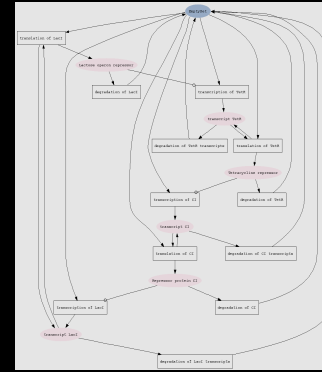 EmptySet
translation of LacI
Lactose operon repressor
degradation of LacI
transcription of TetR
transcript TetR
degradation of TetR transcripts
translation of TetR
Tetracycline repressor
transcription of CI
degradation of TetR
transcript CI
translation of CI
degradation of CI transcripts
Repressor protein CI
transcription of LacI
degradation of CI
transcript LacI
degradation of LacI transcripts